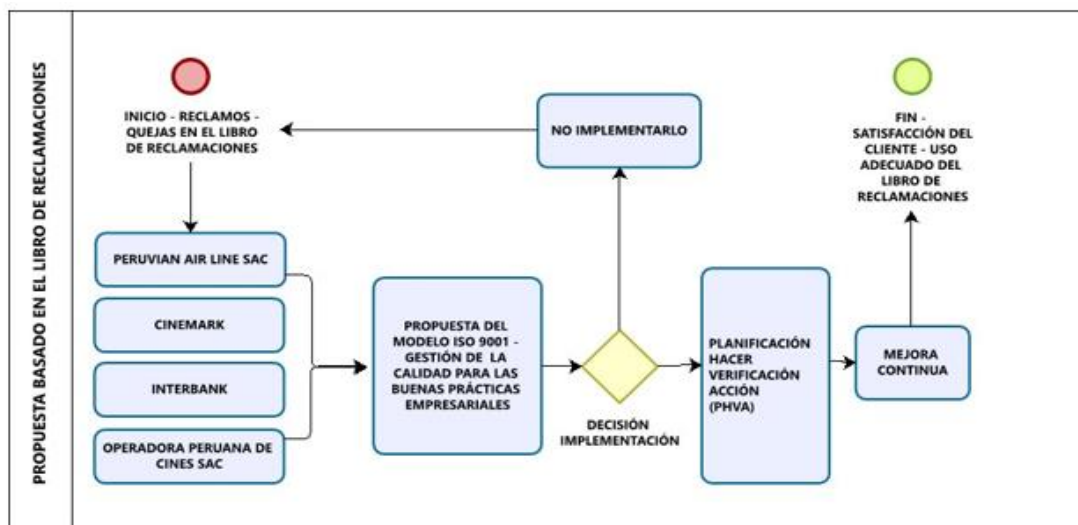 PROPUESTA BASADO EN EL LIBRO DE RECLAMACIONES
INICIO - RECLAMOS -
QUEJAS EN EL LIBRO
DE RECLAMACIONES
PERUVIAN AIR LINE SAC
CINEMARK
INTERBANK
OPERADORA PERUANA DE
CINES SAC
PROPUESTA DEL
MODELO ISO 9001 -
GESTIÓN DE LA
CALIDAD PARA LAS
BUENAS PRÁCTICAS
EMPRESARIALES
NO IMPLEMENTARLO
DECISIÓN
IMPLEMENTACIÓN
PLANIFICACIÓN
HACER
VERIFICACIÓN
ACCIÓN
(PHVA)
MEJORA
CONTINUA
FIN -
SATISFACCIÓN DEL
CLIENTE - USO
ADECUADO DEL
LIBRO DE
RECLAMACIONES